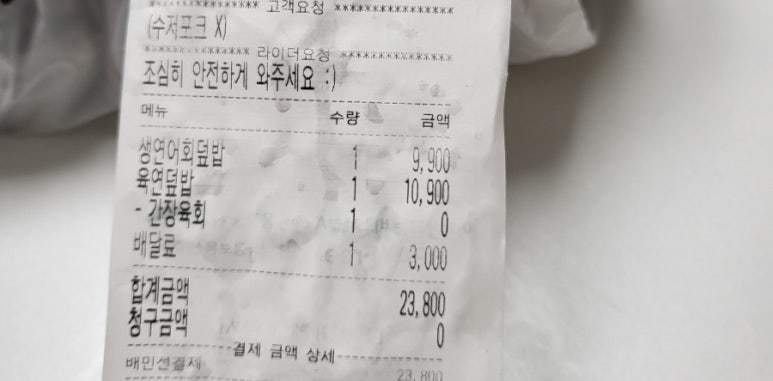 *************** 고객요청 ***************
(수저포크 X)
*************** 라이더요청 ***************
조심히 안전하게 와주세요 :)
메뉴 수량 금액
생연어회덮밥 1 9,900
육연덮밥 1 10,900
- 간장육회 1 0
배달료 1 3,000
합계금액 23,800
청구금액 0
결제 금액 상세
배민선결제 23,800